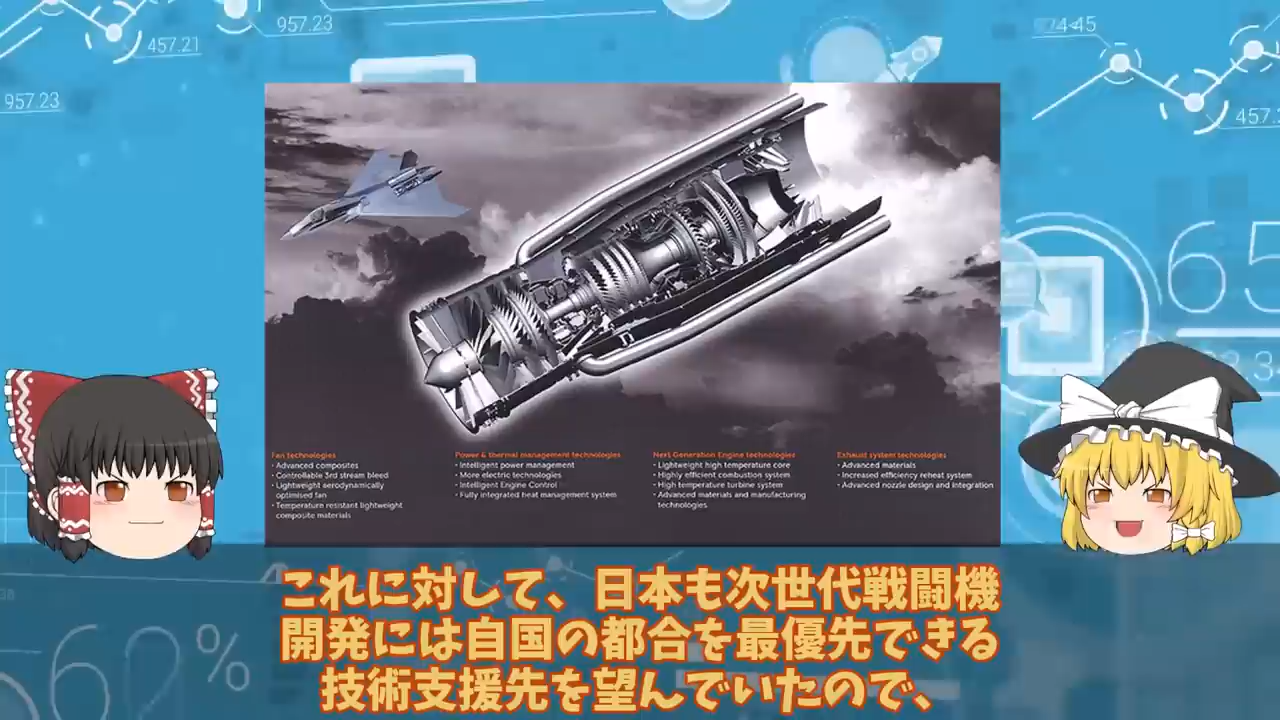 957.23
457.21
957.23
457.
65
Fan technologies
· Advanced composites
· Controllable 3rd stream bleed
· Lightweight aerodynamically
optimised fan
· Temperature resistant lightweight
composite materials
Power & thermal management technologies
· Intelligent power management
· More electric technologies
· Intelligent Engine Control
· Fully integrated heat management system
Next Generation Engine technologies
· Lightweight high temperature core
· Highly efficient combustion system
· High temperature turbine system
· Advanced materials and manufacturing
technologies
Exhaust system technologies
· Advanced materials
· Increased efficiency reheat system
· Advanced nozzle design and integration
これに対して、日本も次世代戦闘機
開発には自国の都合を最優先できる
技術支援先を望んでいたので、